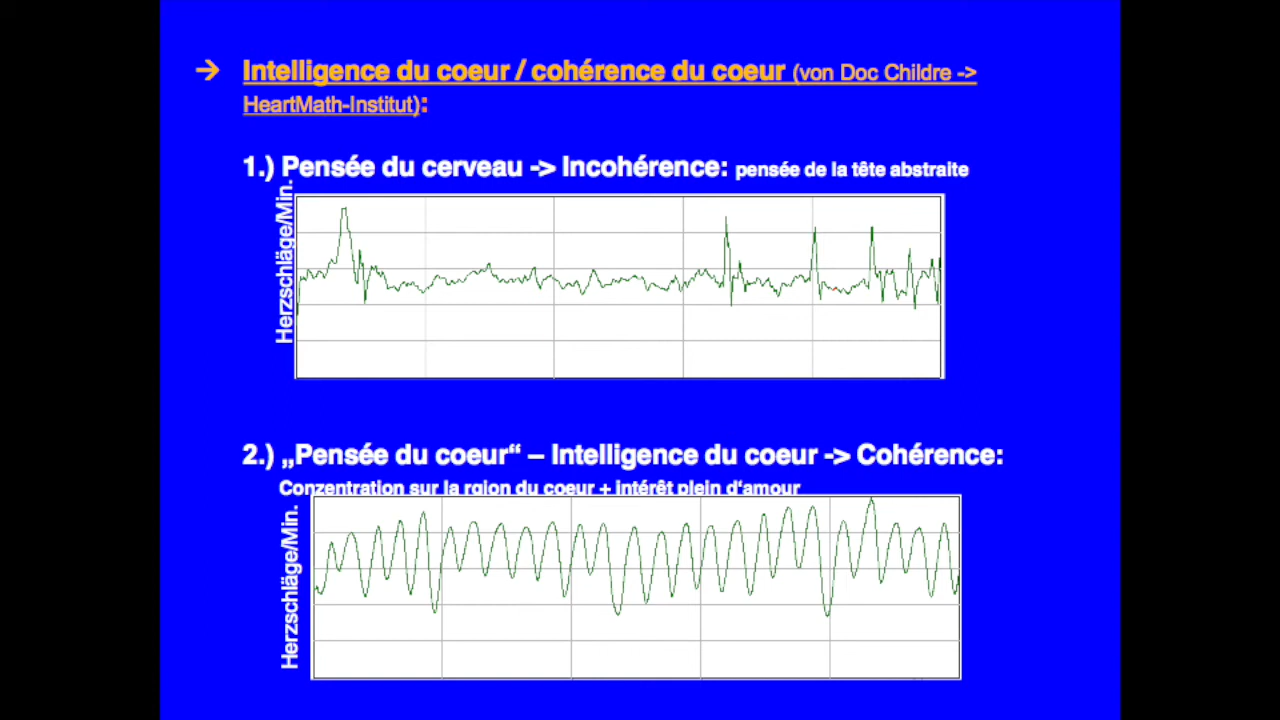 → Intelligence du coeur / cohérence du coeur (von Doc Childre ->
HeartMath-Institut):
1.) Pensée du cerveau -> Incohérence: pensée de la tête abstraite
Herzschläge/Min.
2.) „Pensée du coeur“ – Intelligence du coeur -> Cohérence:
Conzentration sur la rgion du coeur + intérêt plein d‘amour
Herzschläge/Min.